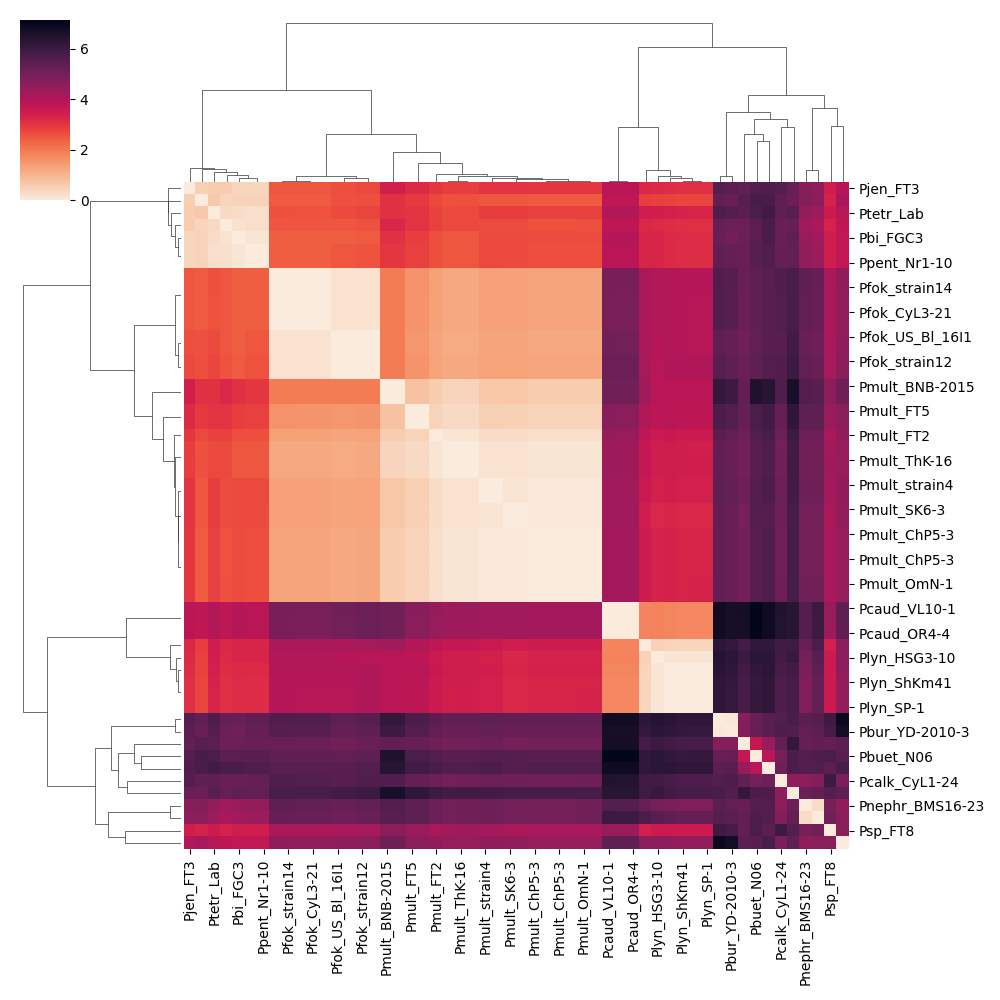 6
4
2
0
Pjen_FT3
Ptetr_Lab
Pbi_FGC3
Ppent_Nr1-10
Pfok_strain14
Pfok_CyL3-21
Pfok_US_Bl_16I1
Pfok_strain12
Pmult_BNB-2015
Pmult_FT5
Pmult_FT2
Pmult_ThK-16
Pmult_strain4
Pmult_SK6-3
Pmult_ChP5-3
Pmult_ChP5-3
Pmult_OmN-1
Pcaud_VL10-1
Pcaud_OR4-4
Plyn_HSG3-10
Plyn_ShKm41
Plyn_SP-1
Pbur_YD-2010-3
Pbuet_N06
Pcalk_CyL1-24
Pnephr_BMS16-23
Psp_FT8
Pjen_FT3
Ptetr_Lab
Pbi_FGC3
Ppent_Nr1-10
Pfok_strain14
Pfok_CyL3-21
Pfok_US_Bl_16I1
Pfok_strain12
Pmult_BNB-2015
Pmult_FT5
Pmult_FT2
Pmult_ThK-16
Pmult_strain4
Pmult_SK6-3
Pmult_ChP5-3
Pmult_ChP5-3
Pmult_OmN-1
Pcaud_VL10-1
Pcaud_OR4-4
Plyn_HSG3-10
Plyn_ShKm41
Plyn_SP-1
Pbur_YD-2010-3
Pbuet_N06
Pcalk_CyL1-24
Pnephr_BMS16-23
Psp_FT8